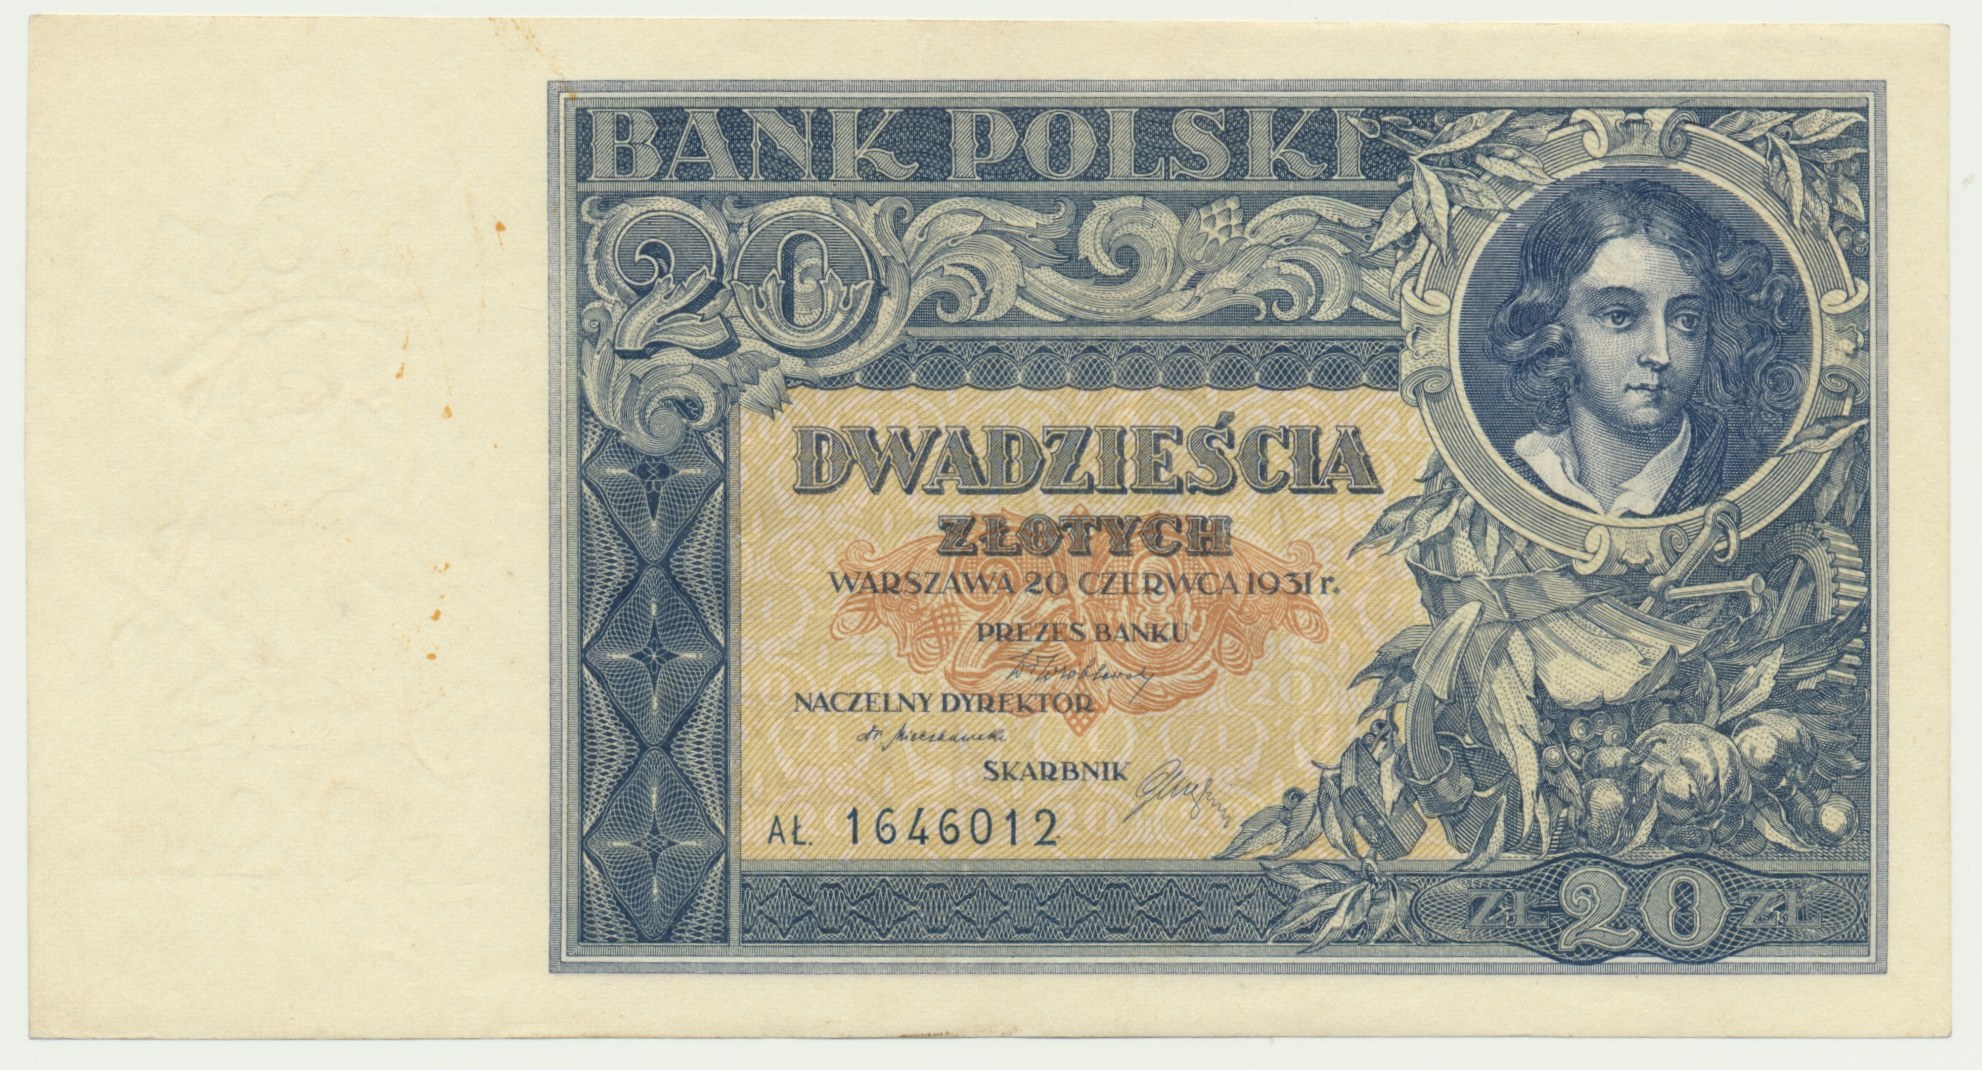 BANK POLSKI
20
DWADZIEŚCIA
ZŁOTYCH
WARSZAWA 20 CZERWCA 1931 r.
PREZES BANKU
NACZELNY DYREKTOR
SKARBNIK
AŁ. 1646012
ZŁ 20 ZŁ